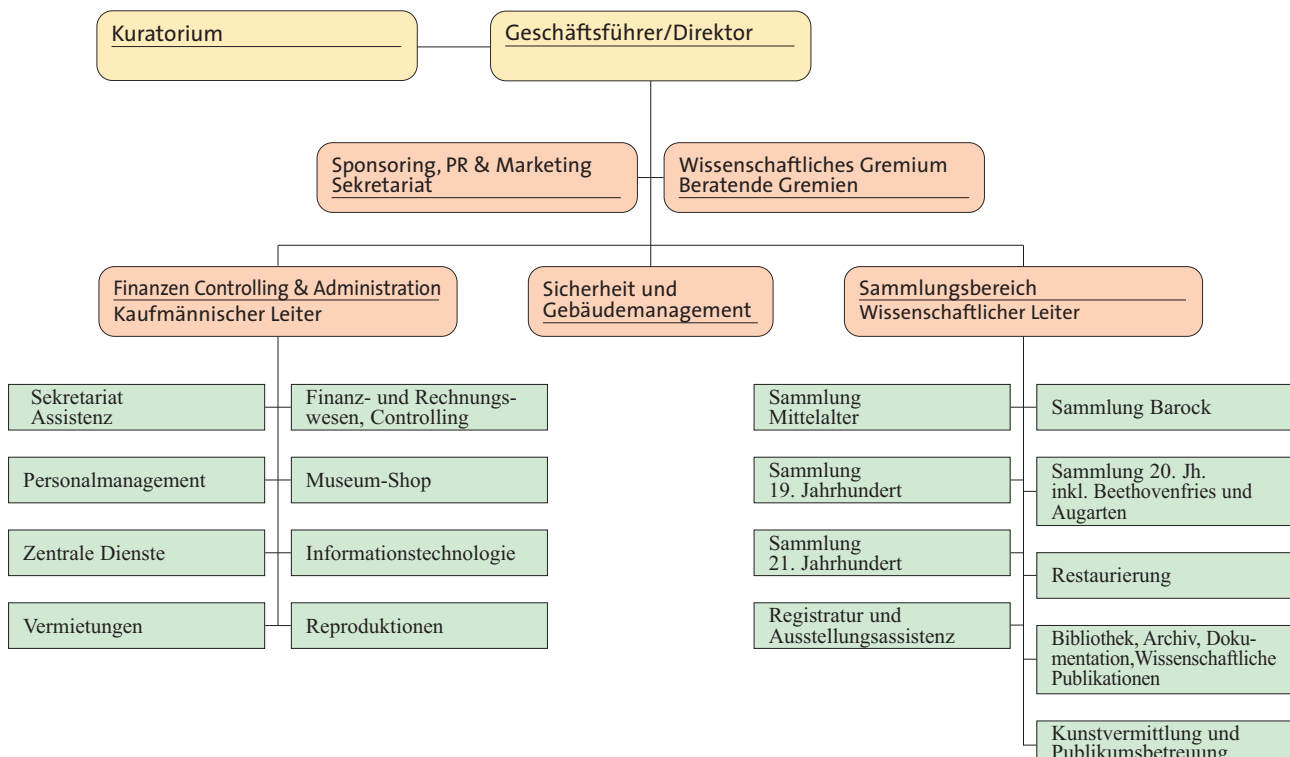 Kuratorium
Geschäftsführer/Direktor
Sponsoring, PR & Marketing
Sekretariat
Wissenschaftliches Gremium
Beratende Gremien
Finanzen Controlling & Administration
Kaufmännischer Leiter
Sicherheit und
Gebäudemanagement
Sammlungsbereich
Wissenschaftlicher Leiter
Sekretariat
Assistenz
Finanz- und Rechnungs-
wesen, Controlling
Personalmanagement
Museum-Shop
Zentrale Dienste
Informationstechnologie
Vermietungen
Reproduktionen
Sammlung
Mittelalter
Sammlung Barock
Sammlung
19. Jahrhundert
Sammlung 20. Jh.
inkl. Beethovenfries und
Augarten
Sammlung
21. Jahrhundert
Restaurierung
Registratur und
Ausstellungsassistenz
Bibliothek, Archiv, Doku-
mentation,Wissenschaftliche
Publikationen
Kunstvermittlung und
Publikumsbetreuung